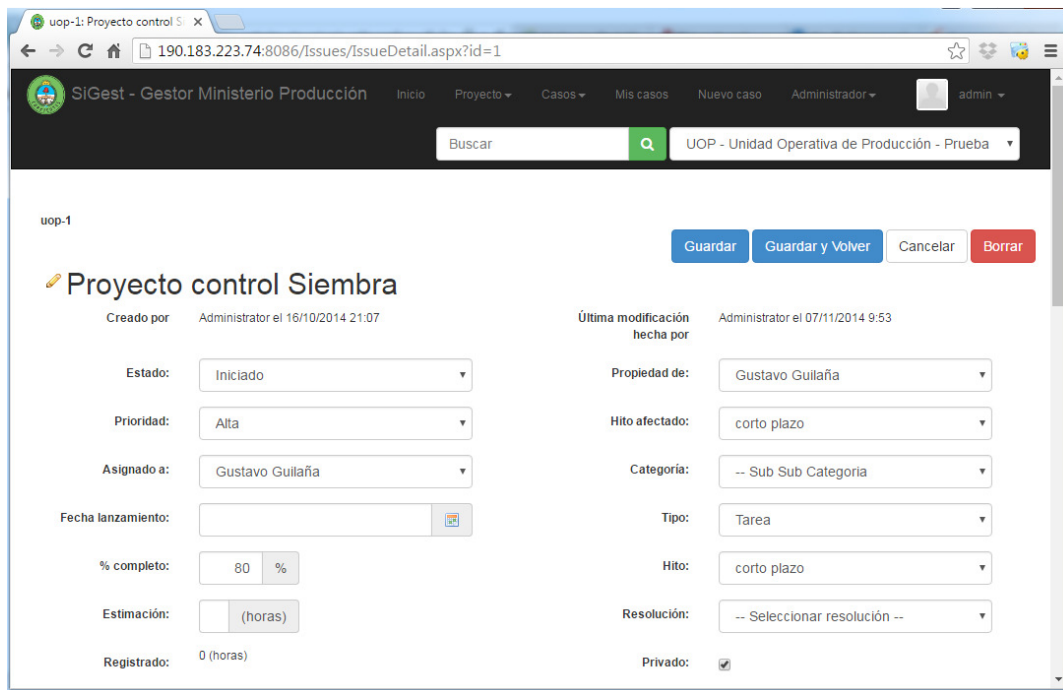 uop-1: Proyecto control Si
190.183.223.74:8086/Issues/IssueDetail.aspx?id=1
SiGest - Gestor Ministerio Producción Inicio Proyecto Casos Mis casos Nuevo caso Administrador admin
Buscar UOP - Unidad Operativa de Producción - Prueba
uop-1
Guardar Guardar y Volver Cancelar Borrar
Proyecto control Siembra
Creado por Administrator el 16/10/2014 21:07 Última modificación hecha por Administrator el 07/11/2014 9:53
Estado: Iniciado Propiedad de: Gustavo Guilaña
Prioridad: Alta Hito afectado: corto plazo
Asignado a: Gustavo Guilaña Categoría: -- Sub Sub Categoria
Fecha lanzamiento: Tipo: Tarea
% completo: 80 % Hito: corto plazo
Estimación: (horas) Resolución: -- Seleccionar resolución --
Registrado: 0 (horas) Privado: